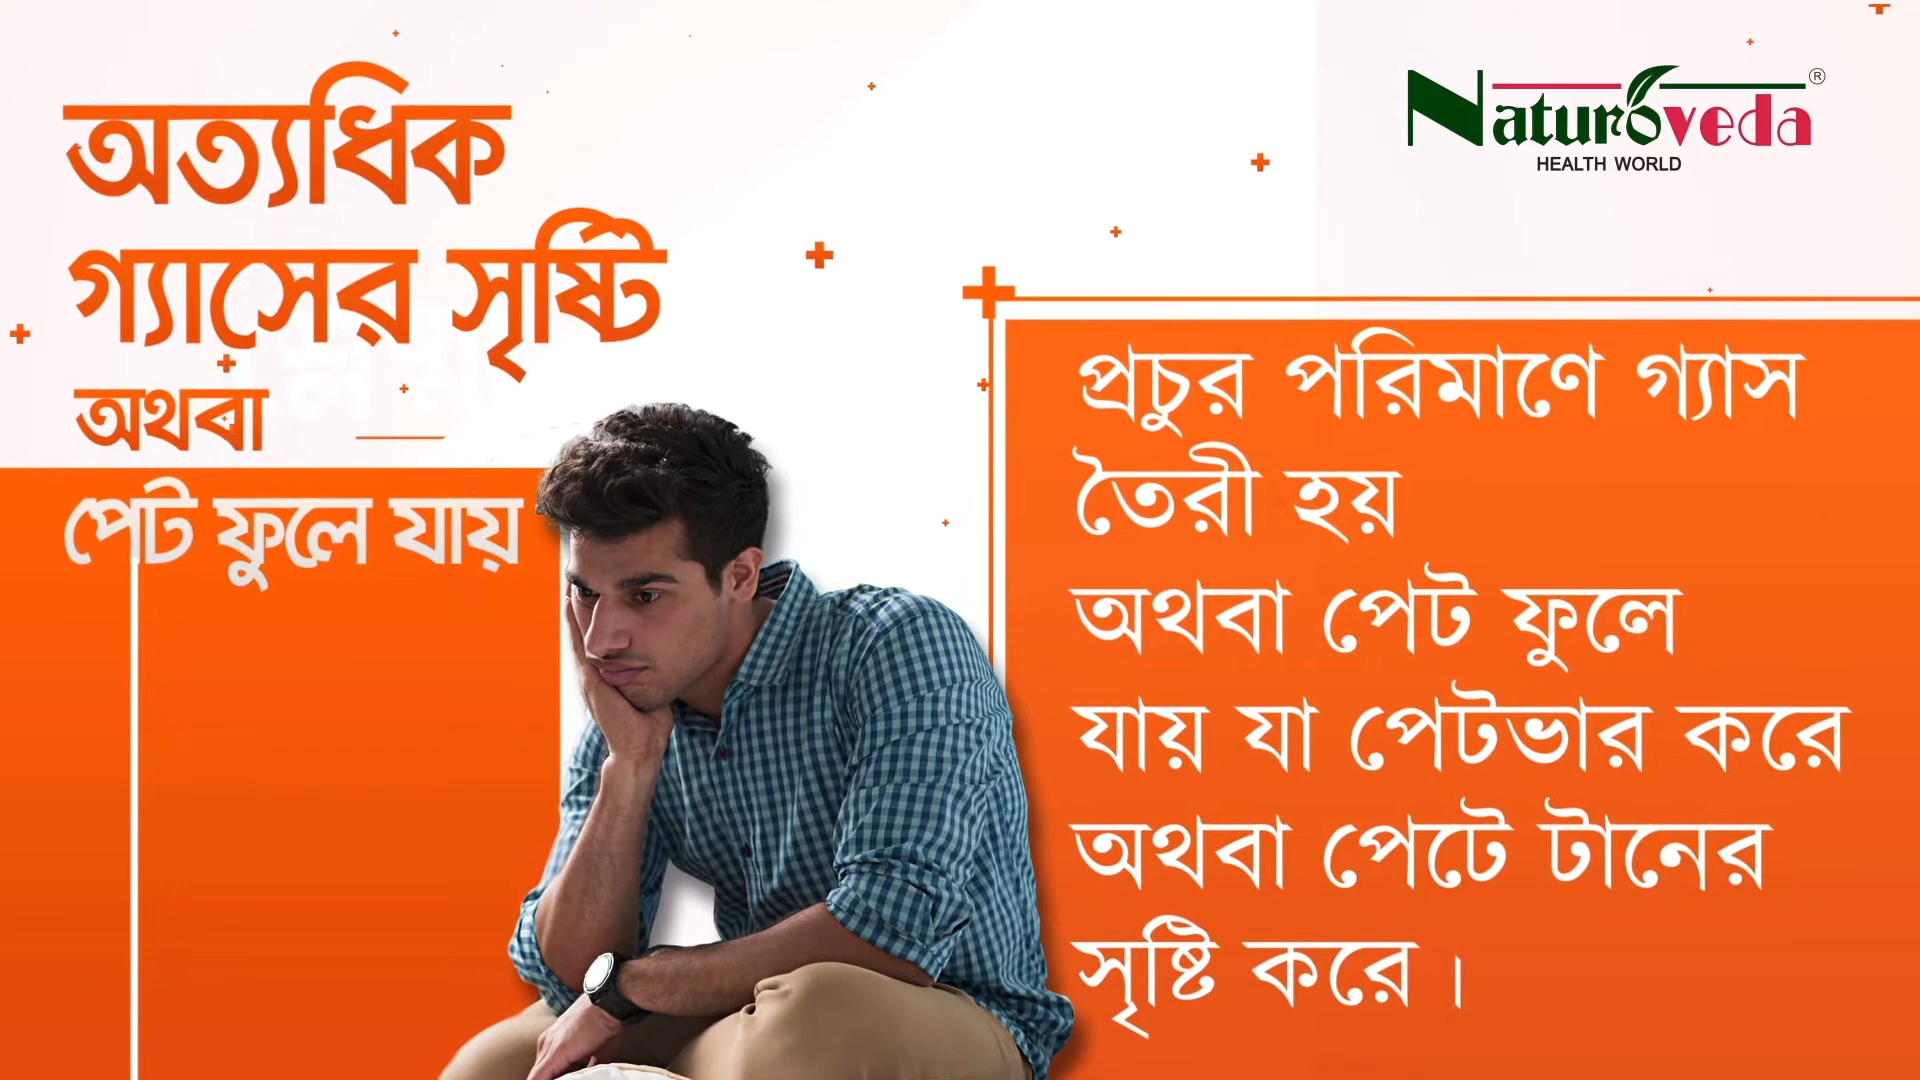 অত্যধিক
গ্যাসের সৃষ্টি
অথবা
পেট ফুলে যায়
Naturoveda®
HEALTH WORLD
প্রচুর পরিমাণে গ্যাস
তৈরী হয়
অথবা পেট ফুলে
যায় যা পেটভার করে
অথবা পেটে টানের
সৃষ্টি করে।